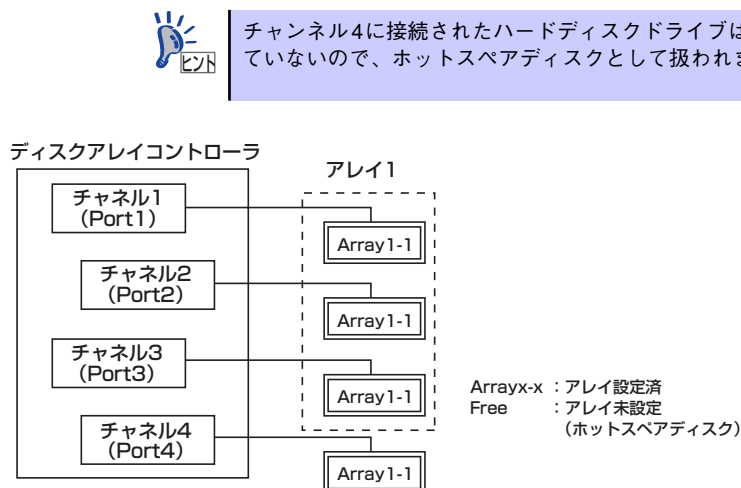 ヒント
チャンネル4に接続されたハードディスクドライブは
ていないので、ホットスペアディスクとして扱われ
ディスクアレイコントローラ
アレイ1
チャネル1
(Port1)
Array1-1
チャネル2
(Port2)
Array1-1
チャネル3
(Port3)
Array1-1
チャネル4
(Port4)
Array1-1
Arrayx-x :アレイ設定済
Free :アレイ未設定
(ホットスペアディスク)